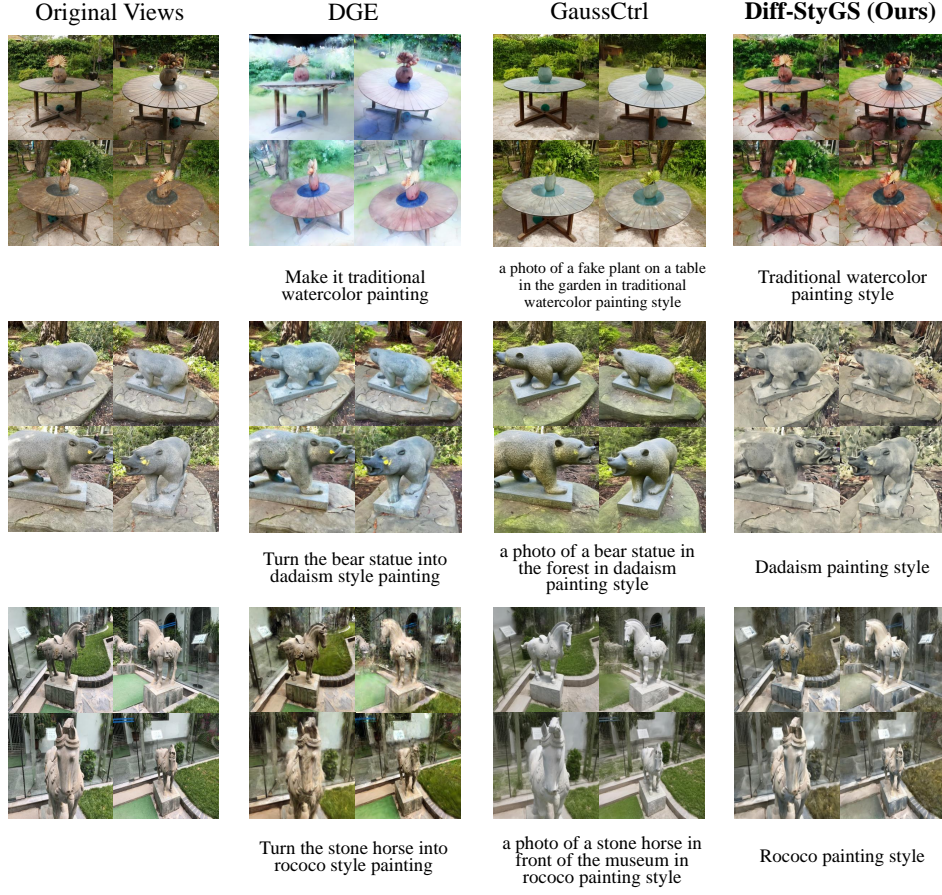 Original Views
DGE
GaussCtrl
Diff-StyGS (Ours)
Make it traditional
watercolor painting
a photo of a fake plant on a table
in the garden in traditional
watercolor painting style
Traditional watercolor
painting style
Turn the bear statue into
dadaism style painting
a photo of a bear statue in
the forest in dadaism
painting style
Dadaism painting style
Turn the stone horse into
rococo style painting
a photo of a stone horse in
front of the museum in
rococo painting style
Rococo painting style